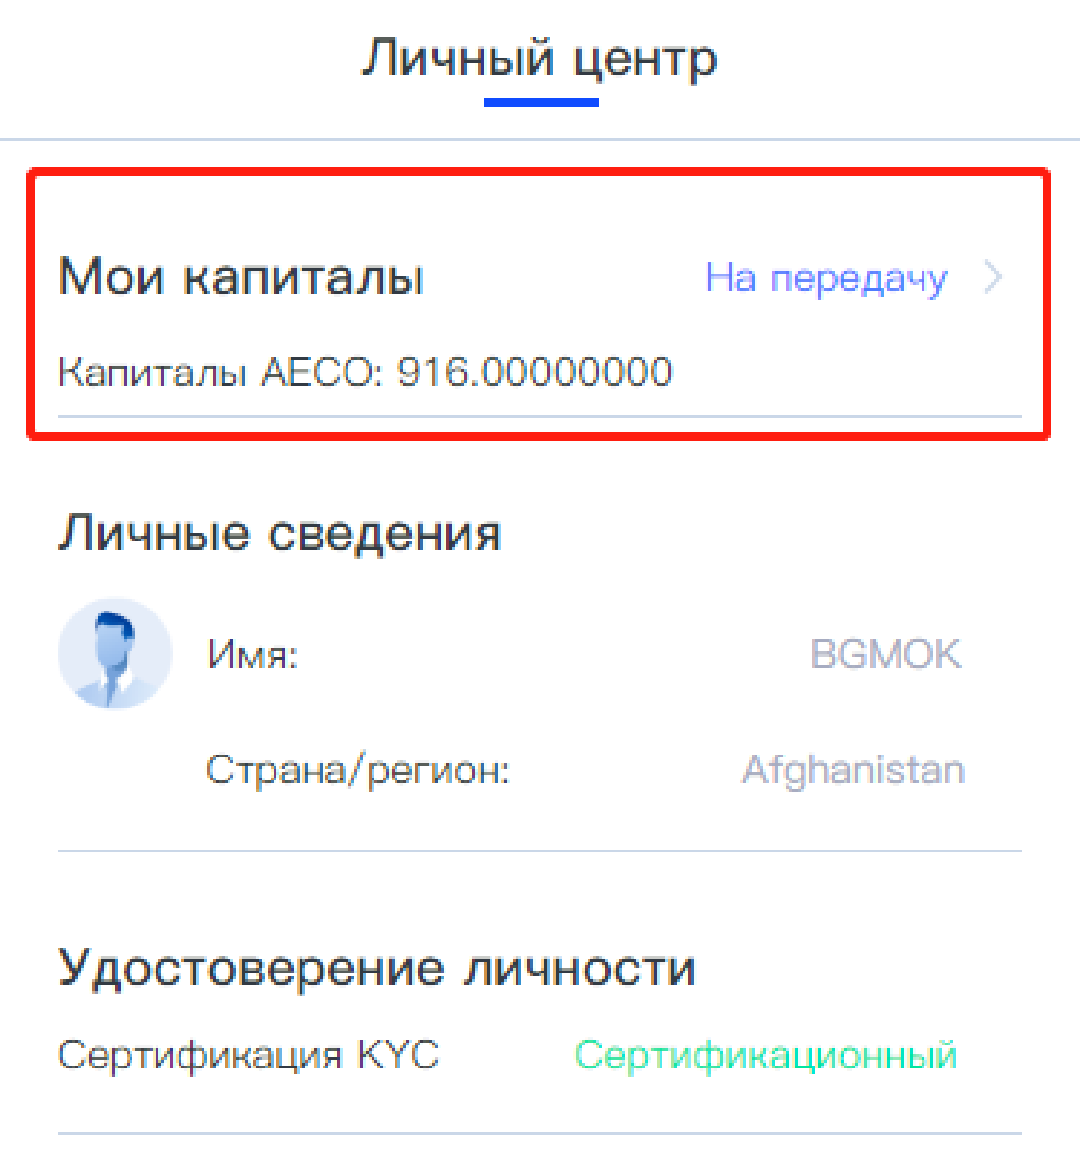 Личный центр
Мои капиталы На передачу
Капиталы AECO: 916.00000000
Личные сведения
Имя: BGMOK
Страна/регион: Afghanistan
Удостоверение личности
Сертификация KYC Сертификационный